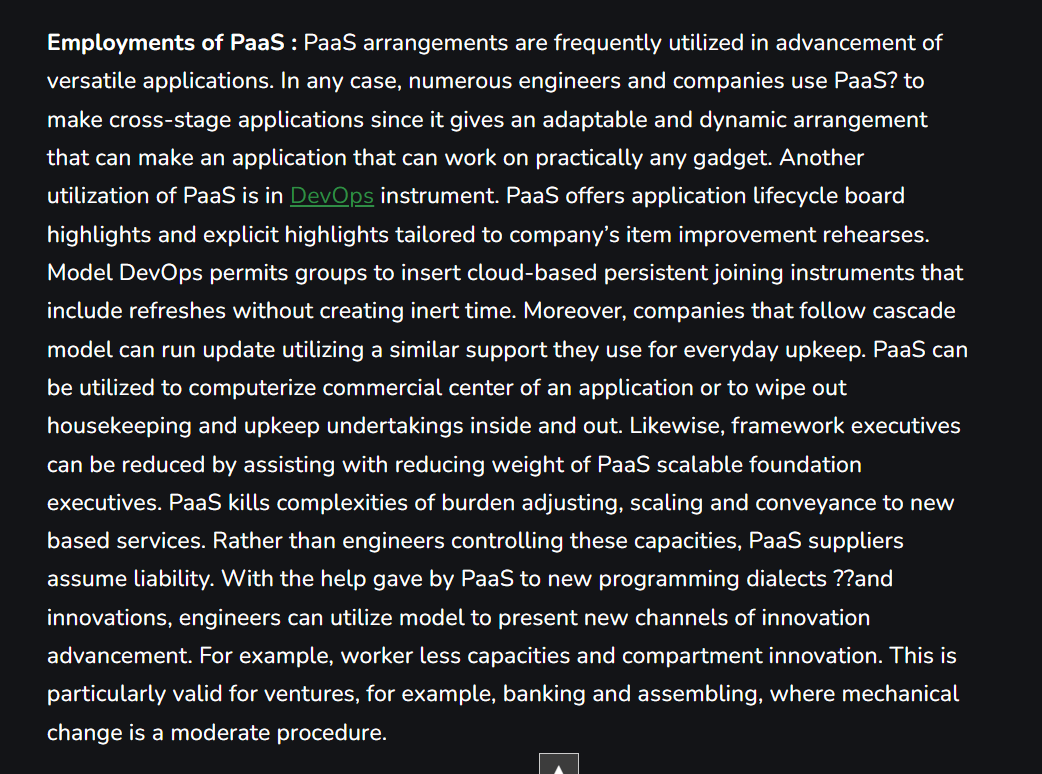 Employments of PaaS : PaaS arrangements are frequently utilized in advancement of
versatile applications. In any case, numerous engineers and companies use PaaS? to
make cross-stage applications since it gives an adaptable and dynamic arrangement
that can make an application that can work on practically any gadget. Another
utilization of PaaS is in DevOps instrument. PaaS offers application lifecycle board
highlights and explicit highlights tailored to company’s item improvement rehearses.
Model DevOps permits groups to insert cloud-based persistent joining instruments that
include refreshes without creating inert time. Moreover, companies that follow cascade
model can run update utilizing a similar support they use for everyday upkeep. PaaS can
be utilized to computerize commercial center of an application or to wipe out
housekeeping and upkeep undertakings inside and out. Likewise, framework executives
can be reduced by assisting with reducing weight of PaaS scalable foundation
executives. PaaS kills complexities of burden adjusting, scaling and conveyance to new
based services. Rather than engineers controlling these capacities, PaaS suppliers
assume liability. With the help gave by PaaS to new programming dialects ??and
innovations, engineers can utilize model to present new channels of innovation
advancement. For example, worker less capacities and compartment innovation. This is
particularly valid for ventures, for example, banking and assembling, where mechanical
change is a moderate procedure.